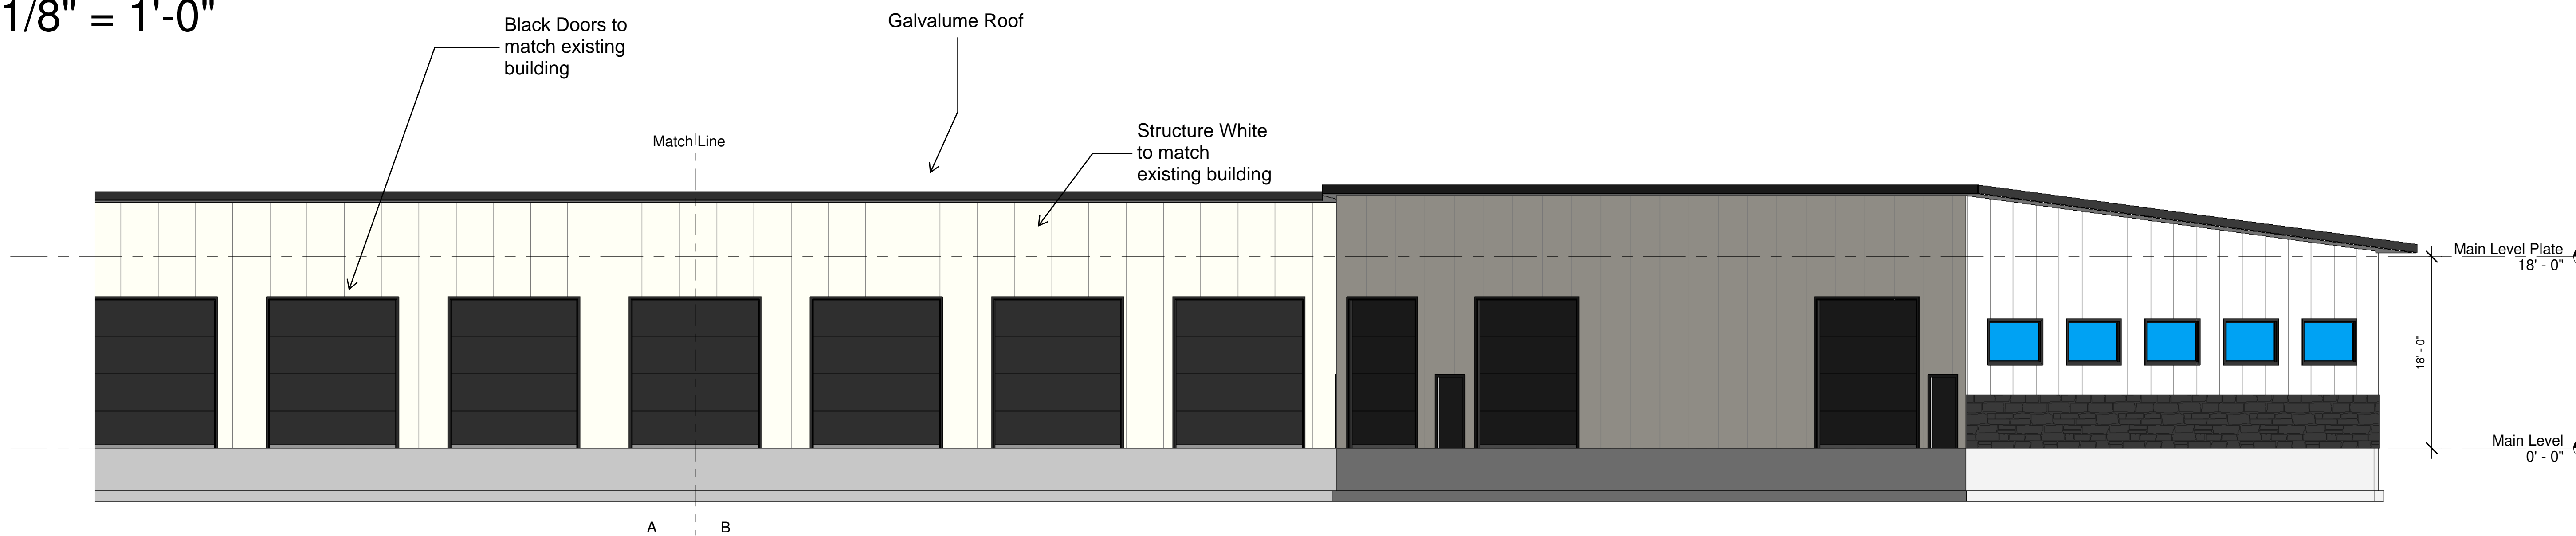 1/8" = 1'-0"
Black Doors to
match existing
building
Galvalume Roof
Match Line
Structure White
to match
existing building
Main Level Plate
18' - 0"
18' - 0"
Main Level
0' - 0"
A
B